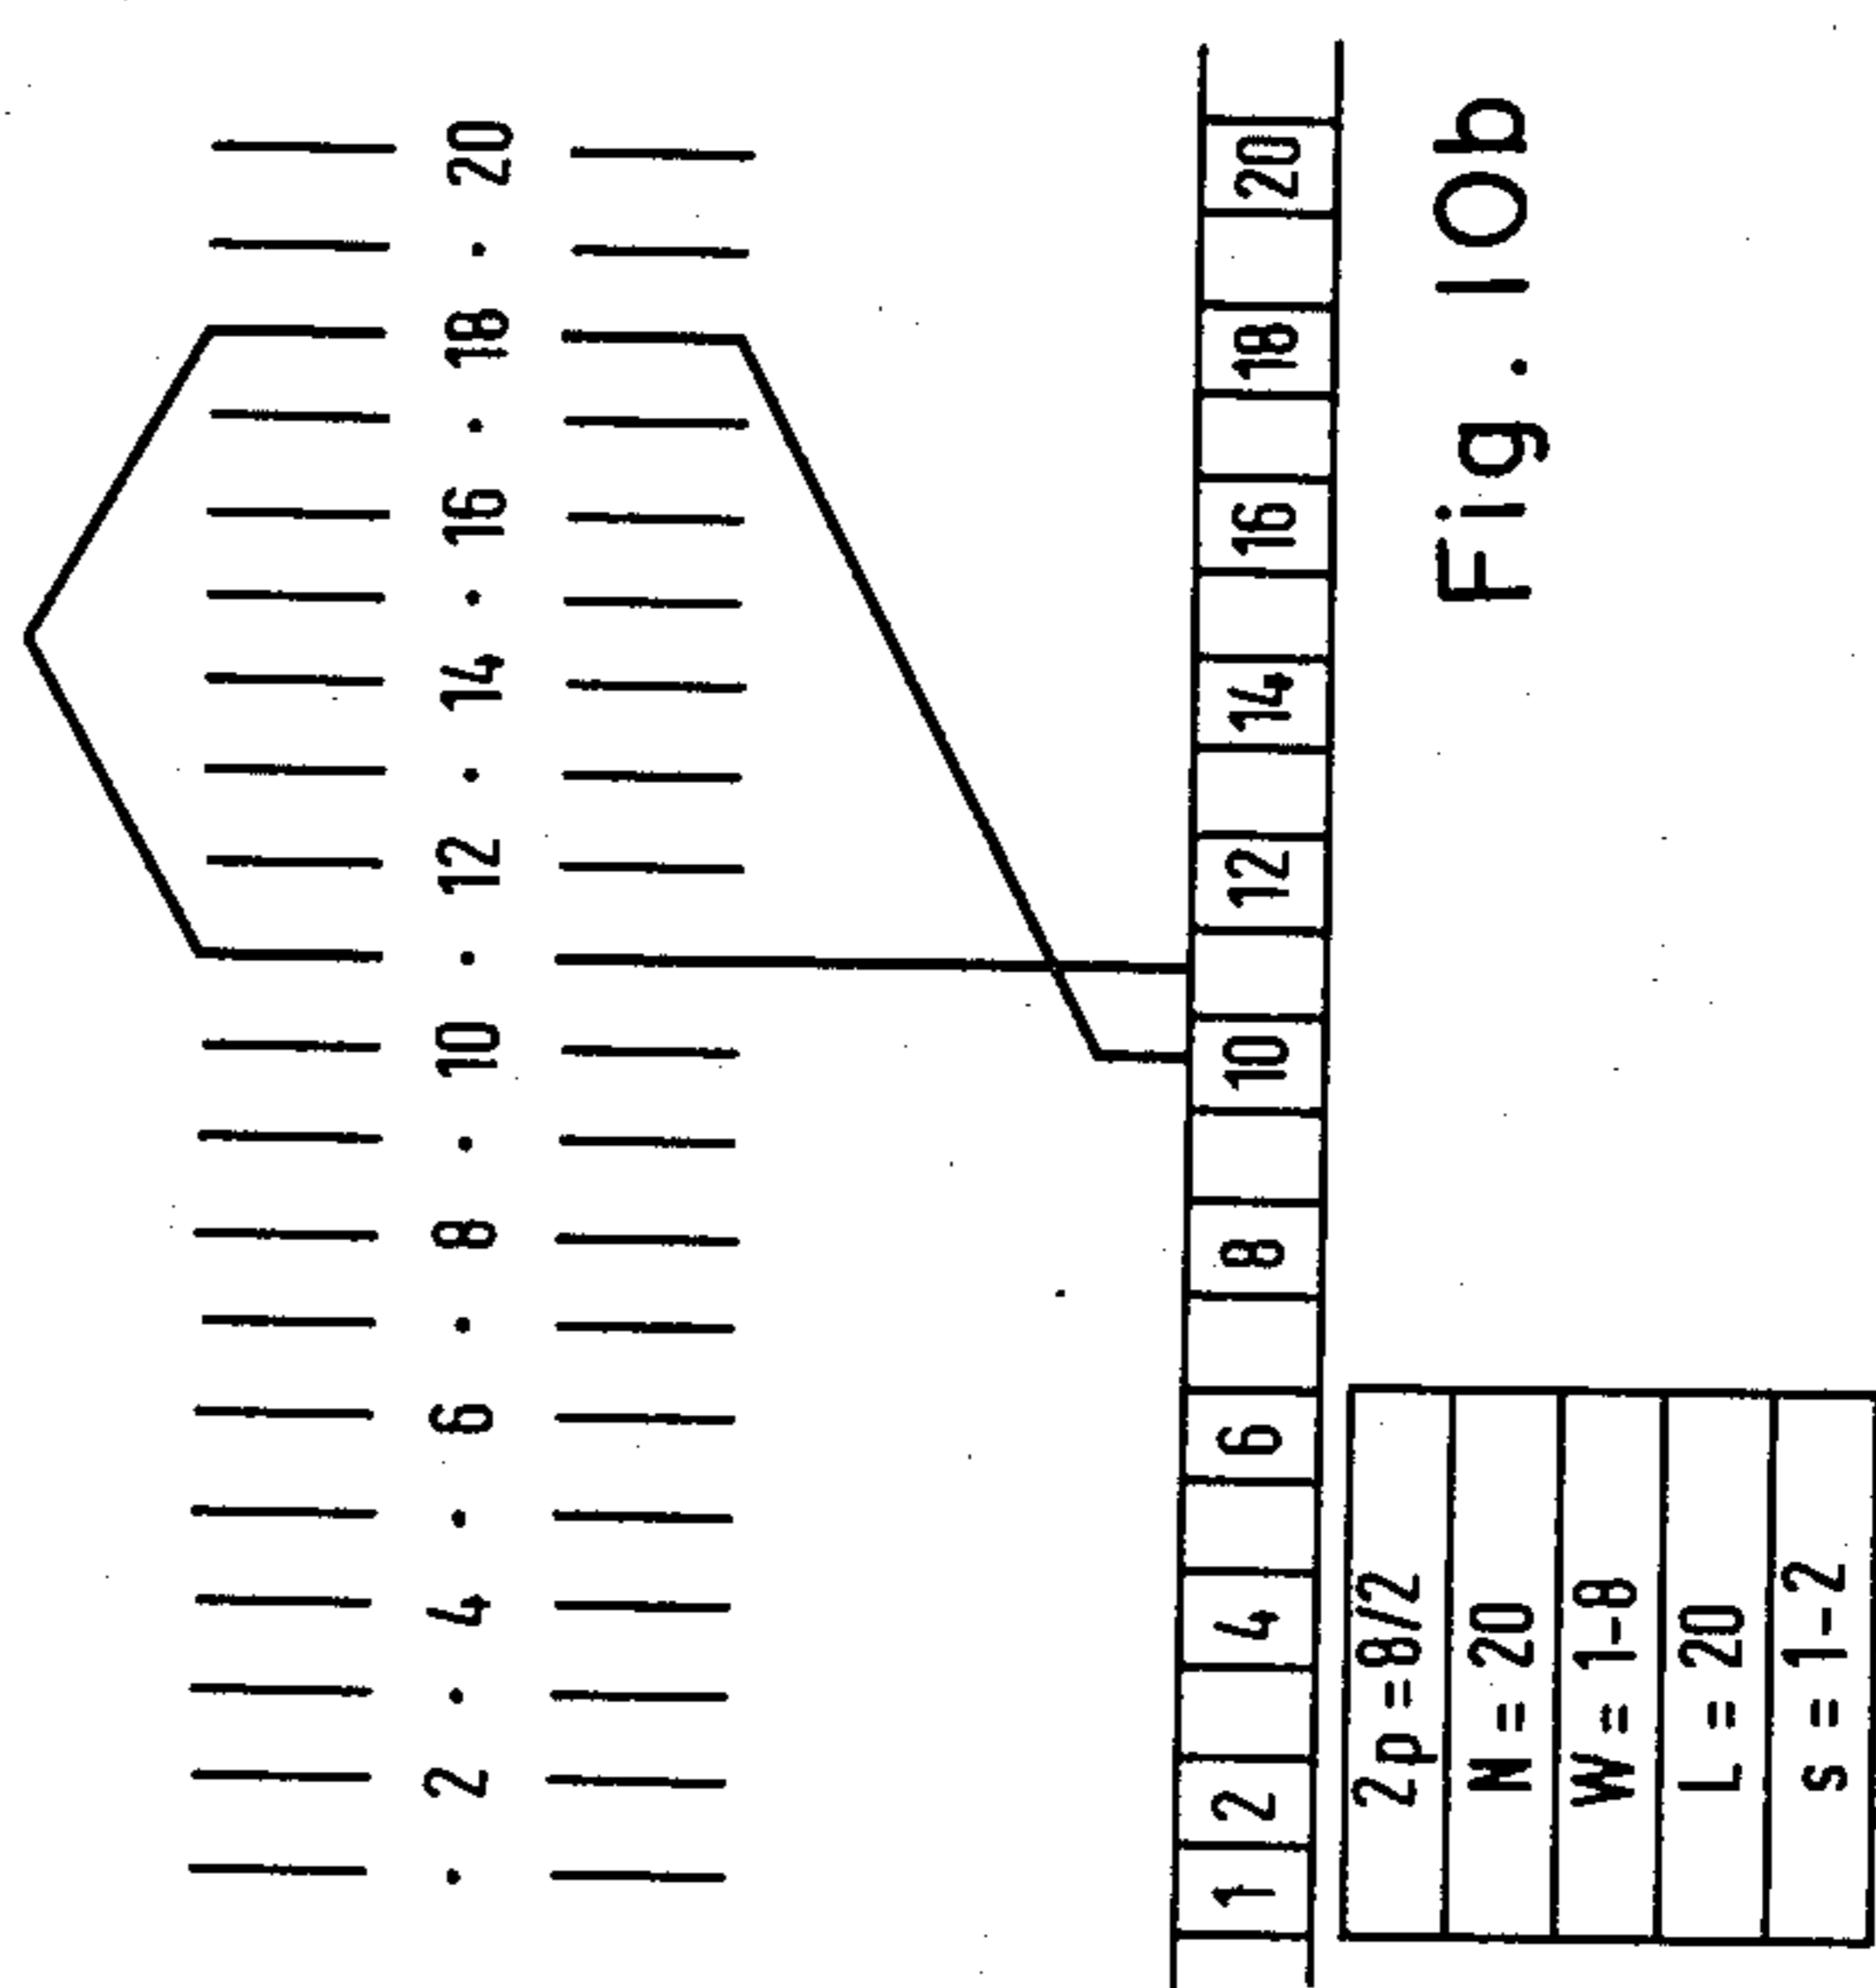 . 2 . 4 . 6 . 8 . 10 . 12 . 14 . 16 . 18 . 20
1 2 4 6 8 10 12 14 16 18 20
2p = 8//2
N = 20
W = 1-8
L = 20
s = 1-2
Fig. 10b